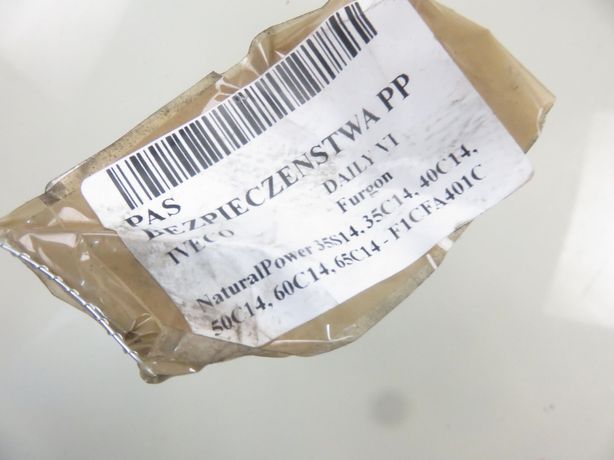 PAS
BEZPIECZENSTWA PP
IVECO DAILY VI
Furgon
NaturalPower 35S14, 35C14, 40C14,
50C14, 60C14, 65C14 - F1CFA401C